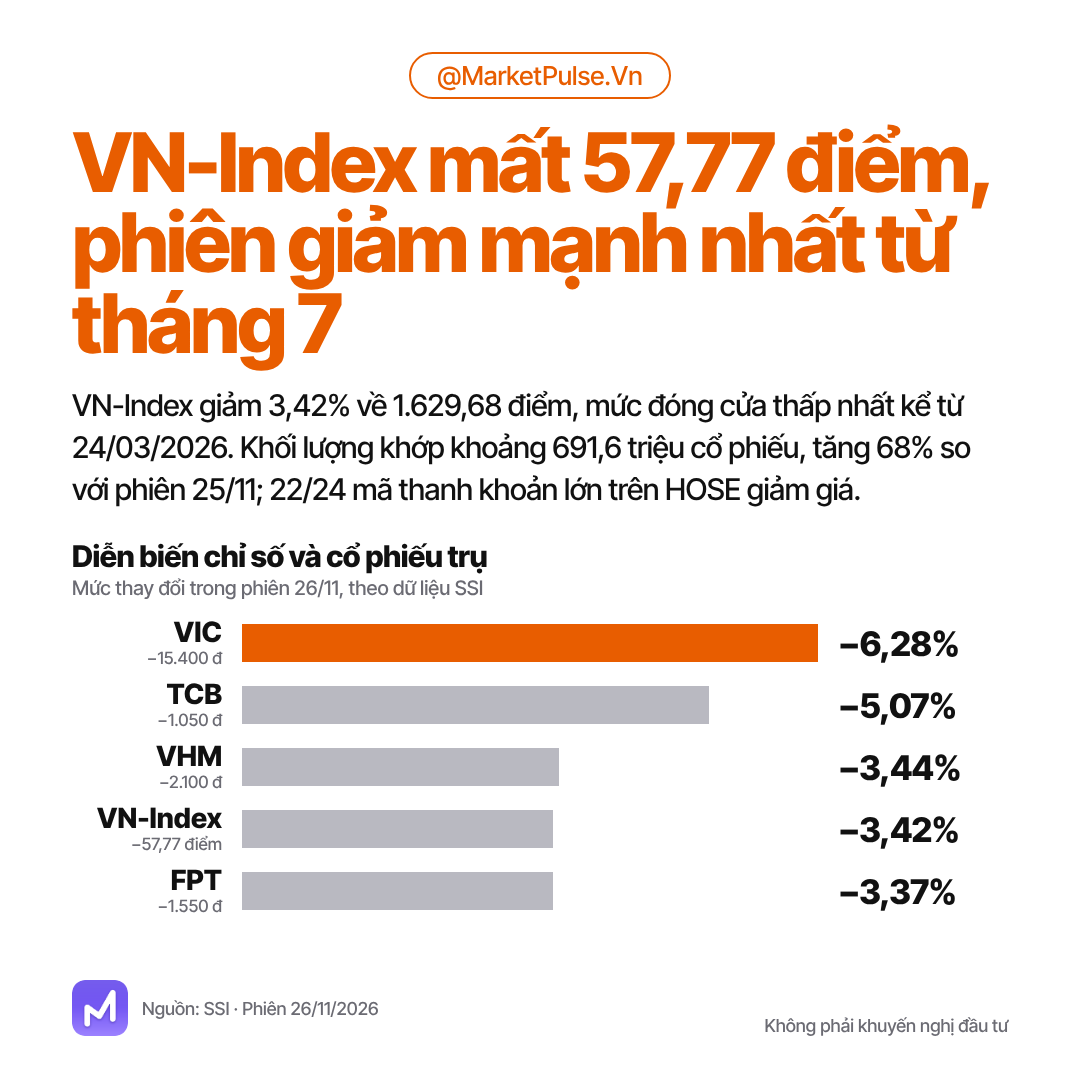 @MarketPulse.Vn
VN-Index mất 57,77 điểm,
phiên giảm mạnh nhất từ
tháng 7
VN-Index giảm 3,42% về 1.629,68 điểm, mức đóng cửa thấp nhất kể từ
24/03/2026. Khối lượng khớp khoảng 691,6 triệu cổ phiếu, tăng 68% so
với phiên 25/11; 22/24 mã thanh khoản lớn trên HOSE giảm giá.
Diễn biến chỉ số và cổ phiếu trụ
Mức thay đổi trong phiên 26/11, theo dữ liệu SSI
VIC
−15.400 đ
−6,28%
TCB
−1.050 đ
−5,07%
VHM
−2.100 đ
−3,44%
VN-Index
−57,77 điểm
−3,42%
FPT
−1.550 đ
−3,37%
Nguồn: SSI · Phiên 26/11/2026
Không phải khuyến nghị đầu tư